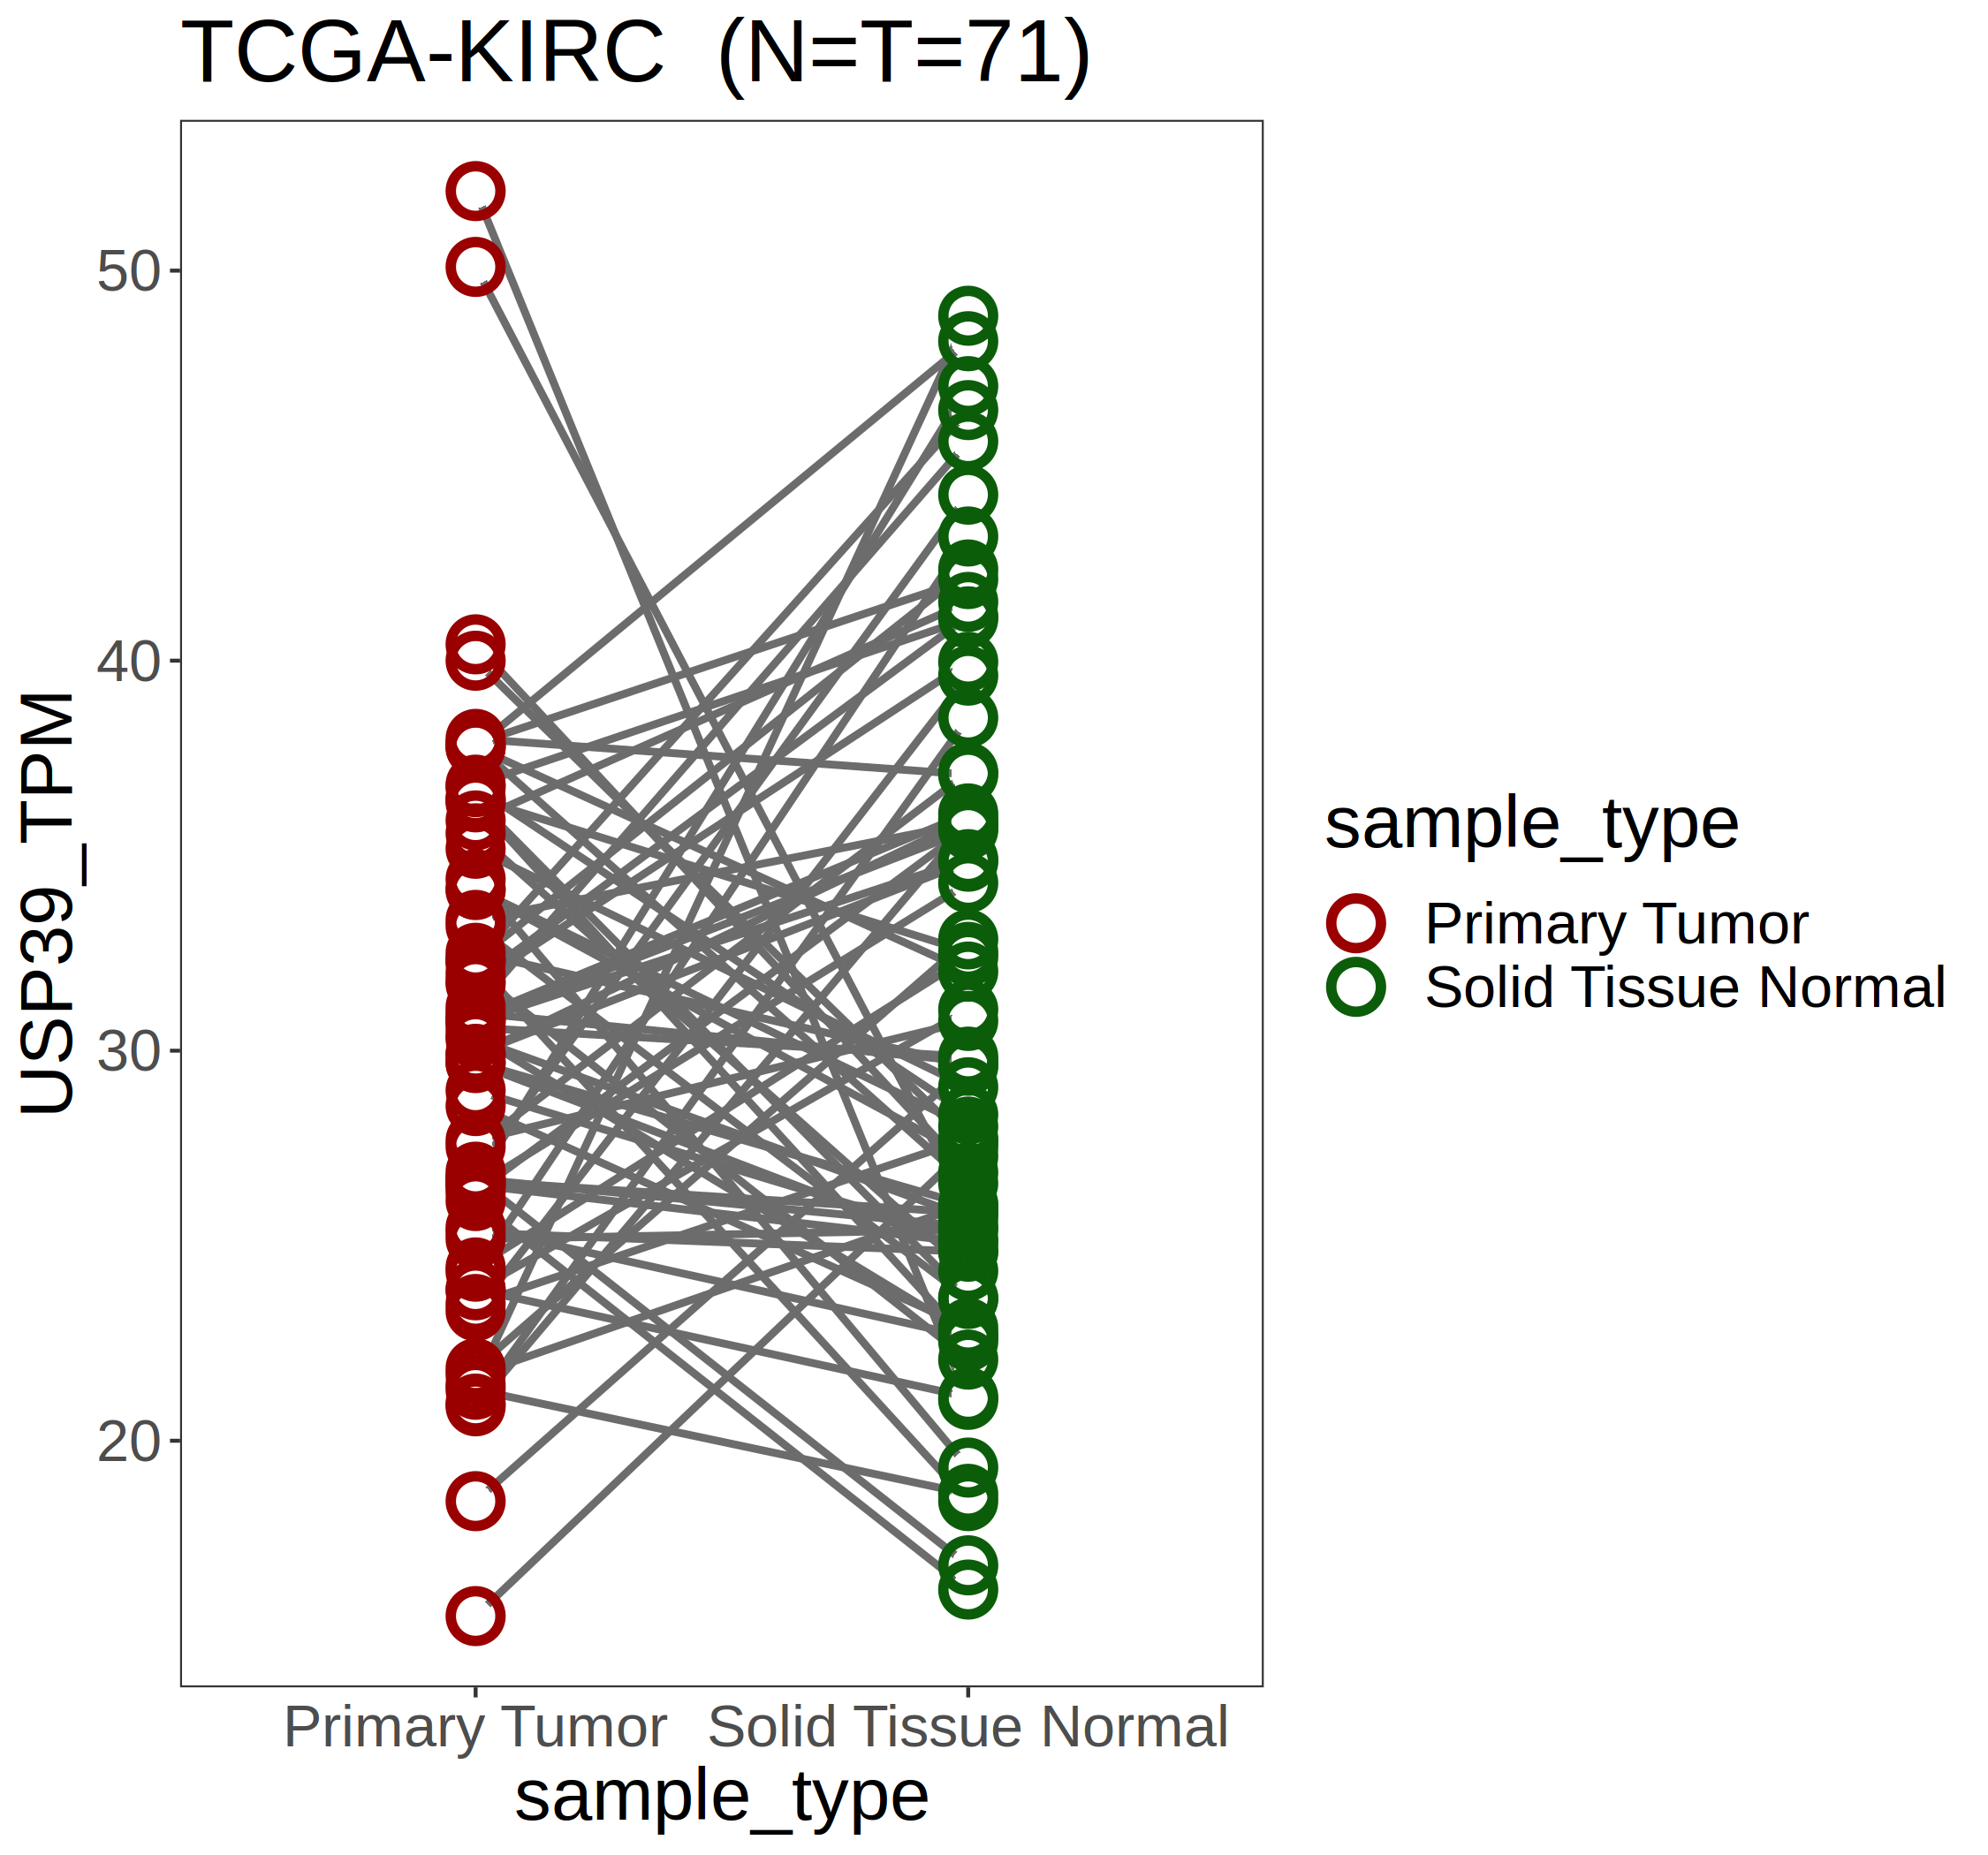 TCGA-KIRC  (N=T=71)
USP39_TPM
50
40
30
20
Primary Tumor
Solid Tissue Normal
sample_type
sample_type
Primary Tumor
Solid Tissue Normal